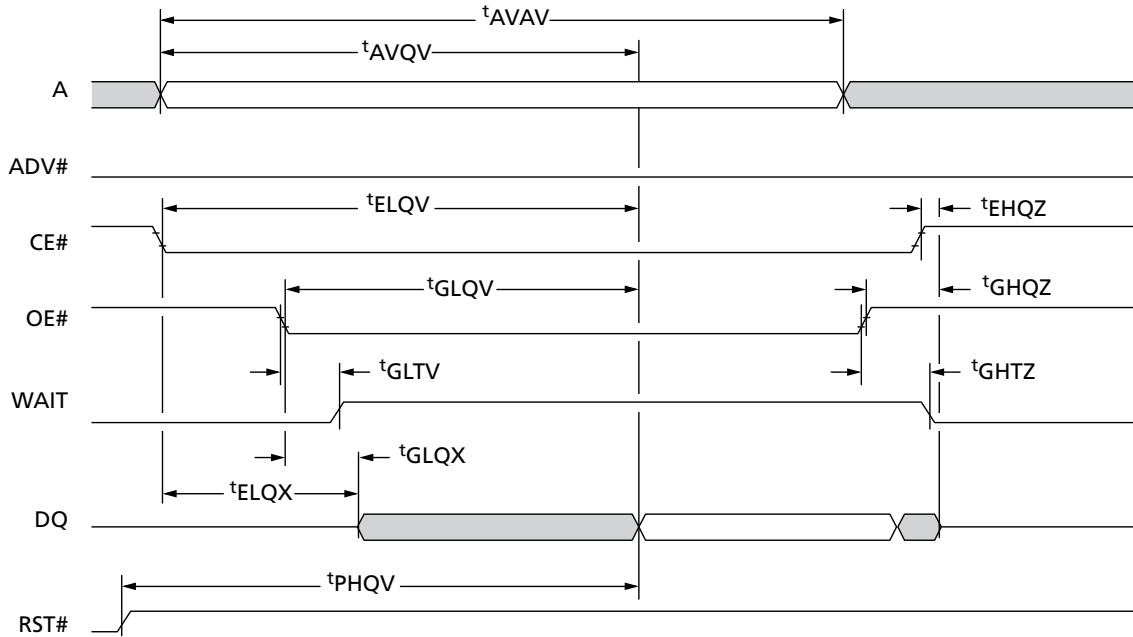 tAVAV
tAVQV
A
ADV#
tELQV
tEHQZ
CE#
tGLQV
tGHQZ
OE#
tGLTV
tGHTZ
WAIT
tGLQX
tELQX
DQ
tPHQV
RST#